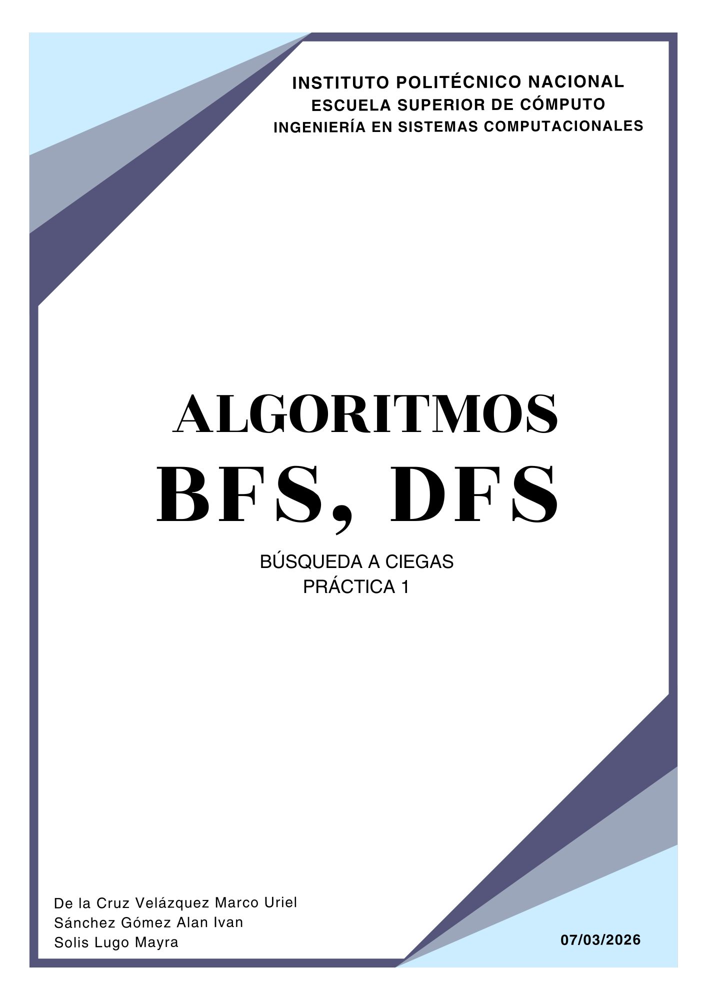 INSTITUTO POLITÉCNICO NACIONAL
ESCUELA SUPERIOR DE CÓMPUTO
INGENIERÍA EN SISTEMAS COMPUTACIONALES
ALGORITMOS
BFS, DFS
BÚSQUEDA A CIEGAS
PRÁCTICA 1
De la Cruz Velázquez Marco Uriel
Sánchez Gómez Alan Ivan
Solis Lugo Mayra
07/03/2026